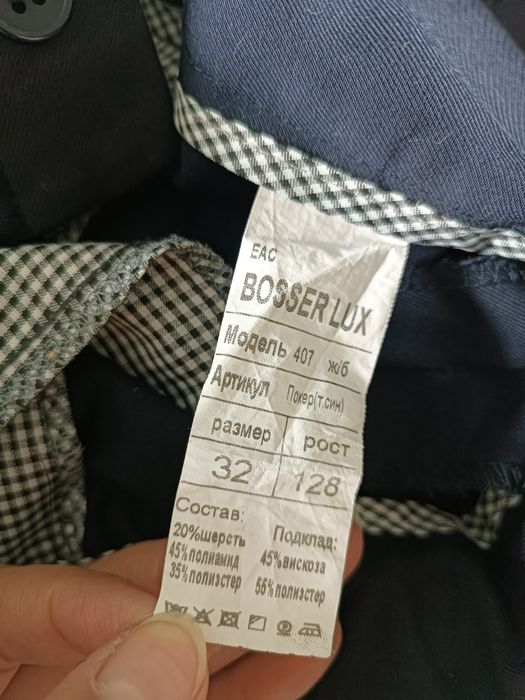 EAC
BOSSER LUX
Модель 407 ж/б
Артикул Покер(т.син)
размер рост
32 128
Состав:
20%шерсть
45%полиамид
35%полиэстер
Подклад:
45%вискоза
55%полиэстер